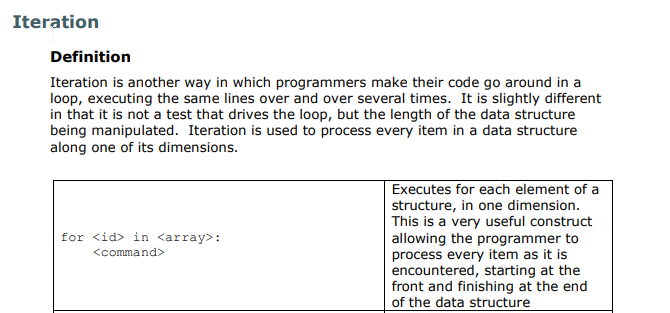 Iteration
Definition
Iteration is another way in which programmers make their code go around in a
loop, executing the same lines over and over several times.  It is slightly different
in that it is not a test that drives the loop, but the length of the data structure
being manipulated.  Iteration is used to process every item in a data structure
along one of its dimensions.
for <id> in <array>:
    <command>
Executes for each element of a
structure, in one dimension.
This is a very useful construct
allowing the programmer to
process every item as it is
encountered, starting at the
front and finishing at the end
of the data structure